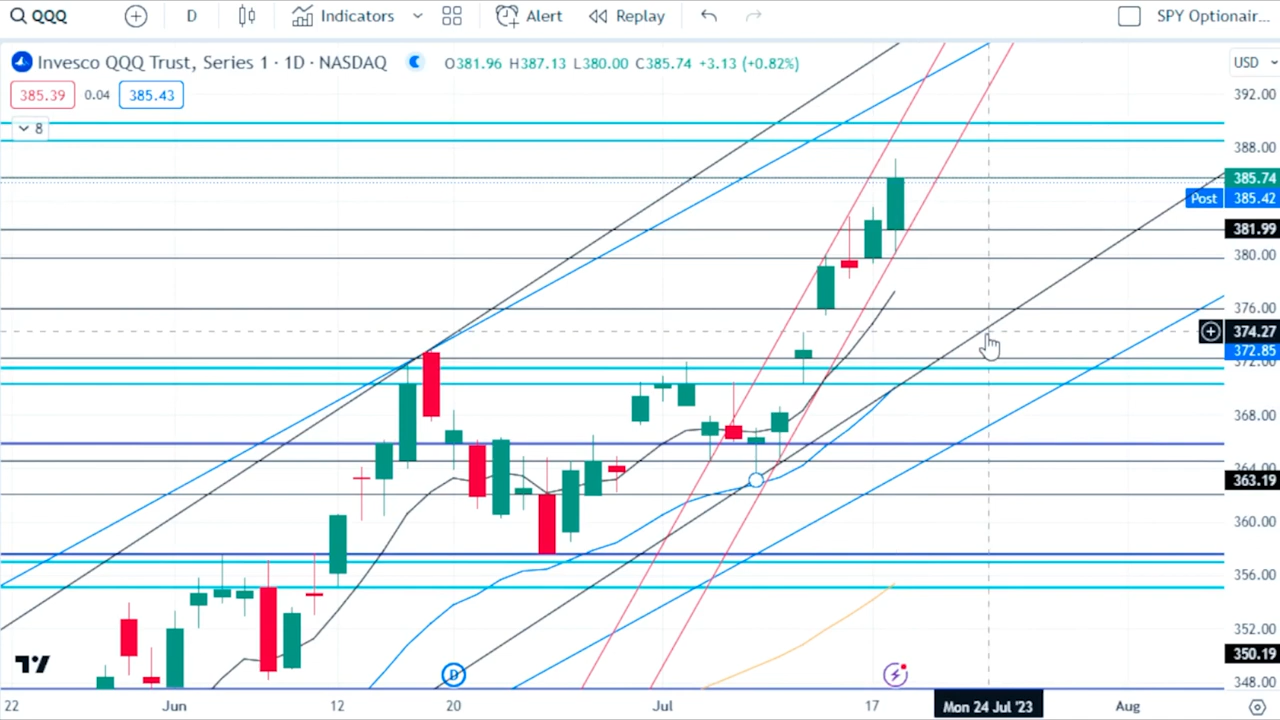 QQQ
D
Indicators
Alert
Replay
SPY Optionair...
Invesco QQQ Trust, Series 1 · 1D · NASDAQ
O381.96 H387.13 L380.00 C385.74 +3.13 (+0.82%)
USD
385.39 0.04 385.43
8
392.00
388.00
385.74
Post 385.42
381.99
380.00
376.00
374.27
372.85
372.00
368.00
364.00
363.19
360.00
356.00
352.00
350.19
348.00
D
22 Jun 12 20 Jul 17 Mon 24 Jul '23 Aug